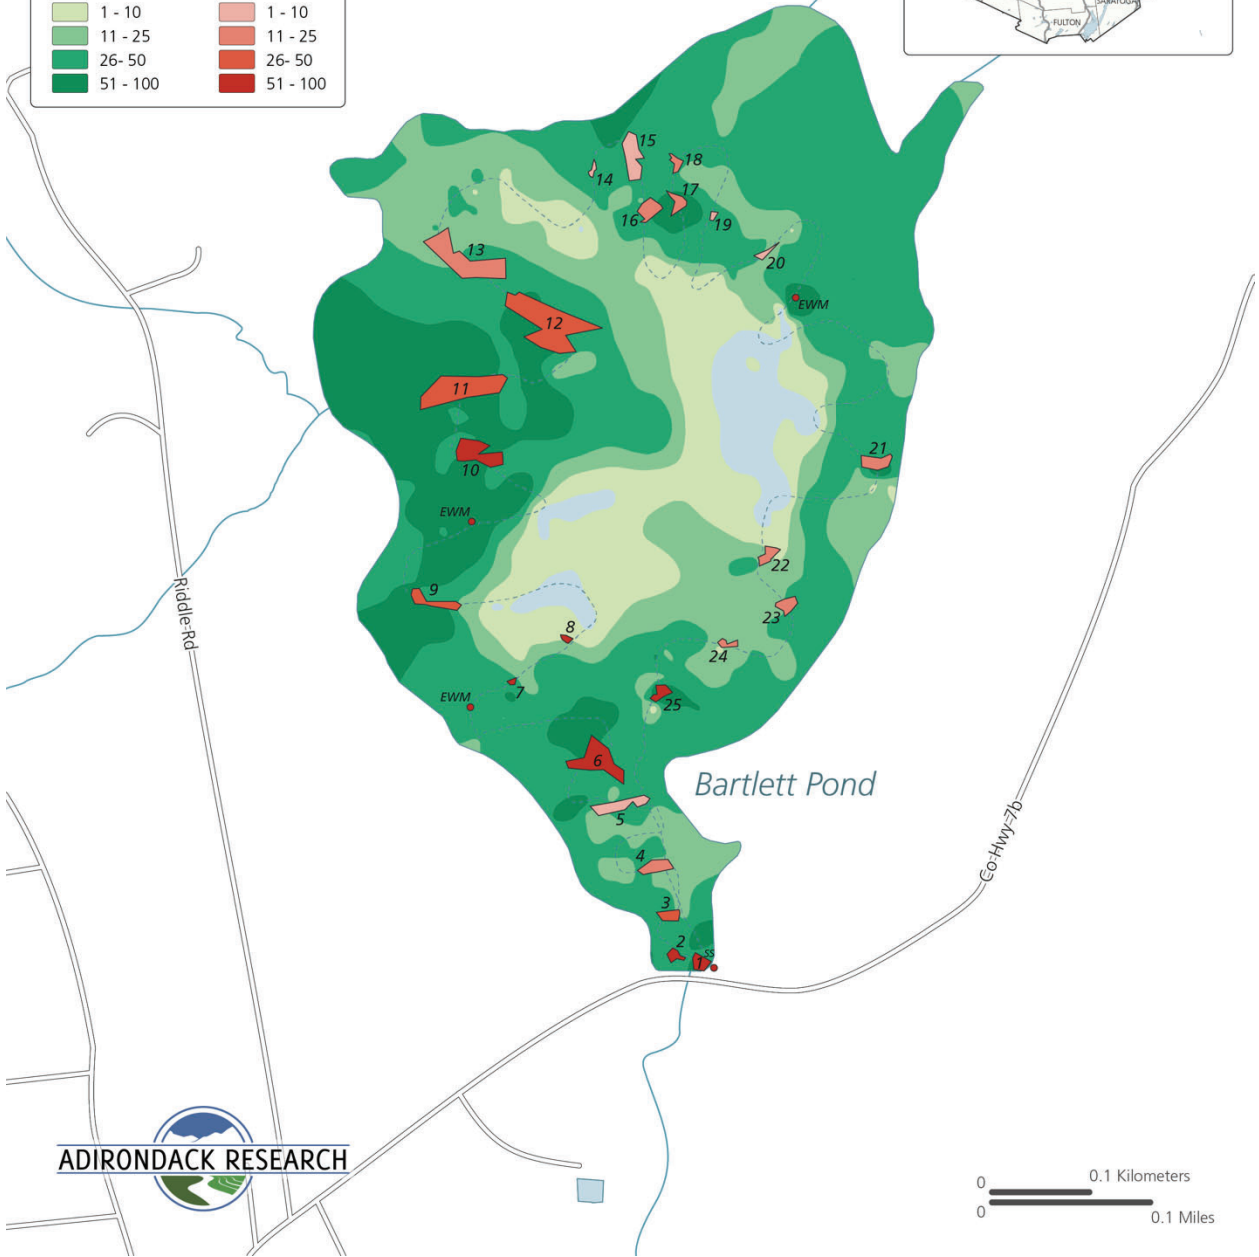 1 - 10 1 - 10
SARATOGA
11 - 25 11 - 25
FULTON
26- 50 26- 50
51 - 100 51 - 100
15
18
14
17
16
19
13
20
EWM
12
11
21
10
EWM
22
9
23
8
24
7
EWM
25
6
Bartlett Pond
5
4
3
2
SS
1
Riddle Rd
Co Hwy 7b
ADIRONDACK RESEARCH
0 0.1 Kilometers
0 0.1 Miles